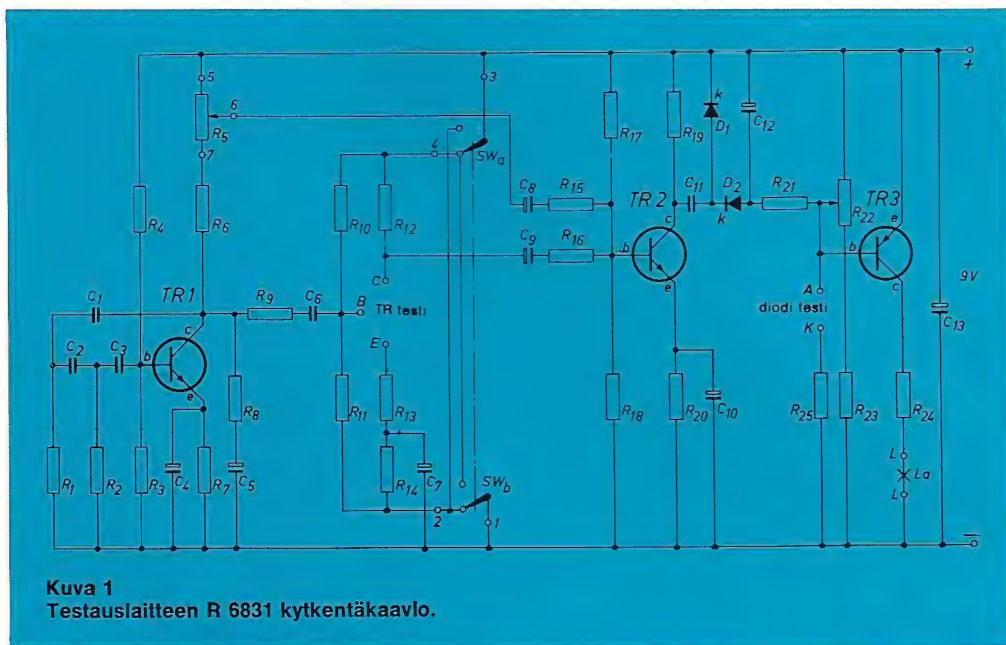 +
5
3
6
R5
7
k
D1
C12
R17
R19
4
SWa
R4
R6
R10
R12
C8
R15
TR 2
C11
D2
k
R21
TR3
R22
C1
TR1
R9
C6
B
TR testi
C
C9
R16
b
c
e
A
diodi testi
K
b
e
c
9V
C13
C2
C3
b
c
e
E
R8
R11
R13
R18
R20
C10
R25
R23
R24
R1
R2
R3
C4
R7
C5
R14
C7
SWb
2
1
L
La
L
−
Kuva 1
Testauslaitteen R 6831 kytkentäkaavio.